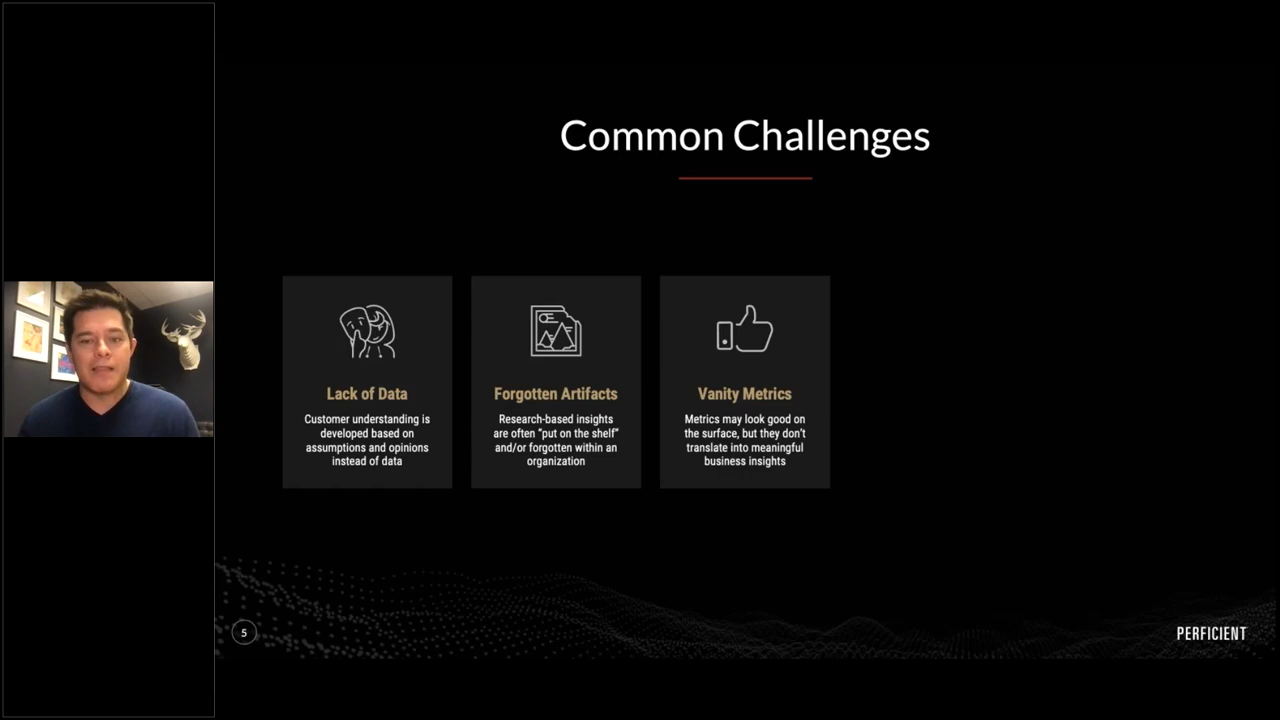 Common Challenges
Lack of Data
Customer understanding is
developed based on
assumptions and opinions
instead of data
Forgotten Artifacts
Research-based insights
are often “put on the shelf”
and/or forgotten within an
organization
Vanity Metrics
Metrics may look good on
the surface, but they don’t
translate into meaningful
business insights
5
PERFICIENT